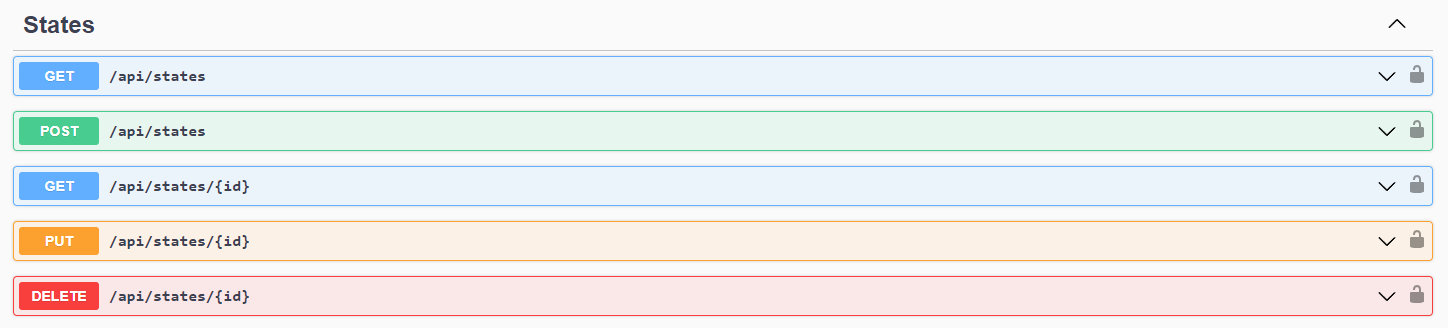 States
GET /api/states
POST /api/states
GET /api/states/{id}
PUT /api/states/{id}
DELETE /api/states/{id}